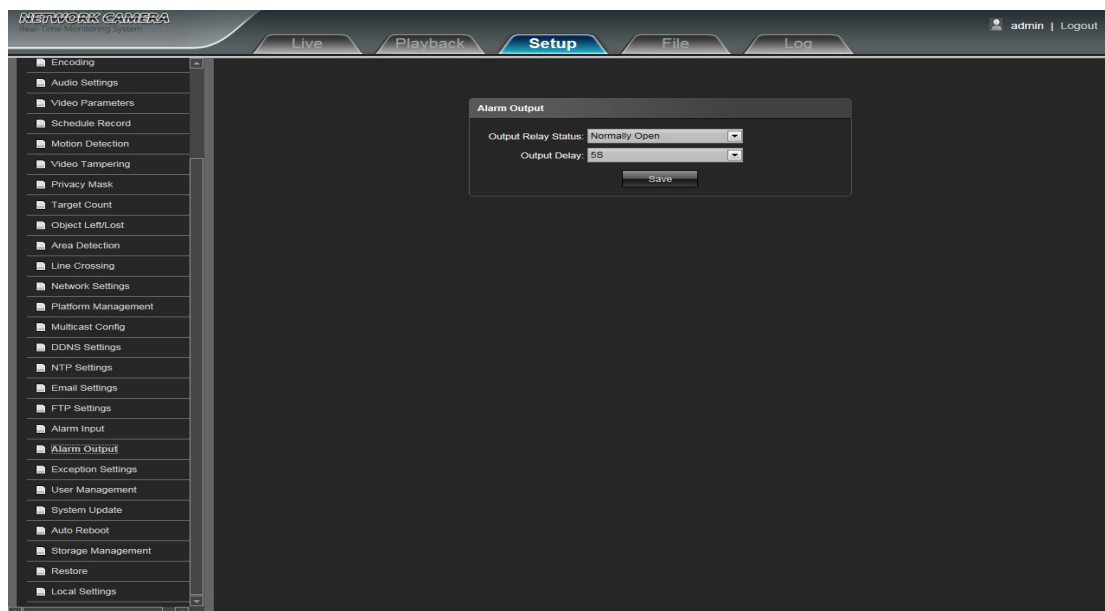 NETWORK CAMERA
Real-Time Monitoring System
admin | Logout
Live
Playback
Setup
File
Log
Encoding
Audio Settings
Video Parameters
Schedule Record
Motion Detection
Video Tampering
Privacy Mask
Target Count
Object Left/Lost
Area Detection
Line Crossing
Network Settings
Platform Management
Multicast Config
DDNS Settings
NTP Settings
Email Settings
FTP Settings
Alarm Input
Alarm Output
Exception Settings
User Management
System Update
Auto Reboot
Storage Management
Restore
Local Settings
Alarm Output
Output Relay Status: Normally Open
Output Delay: 5S
Save